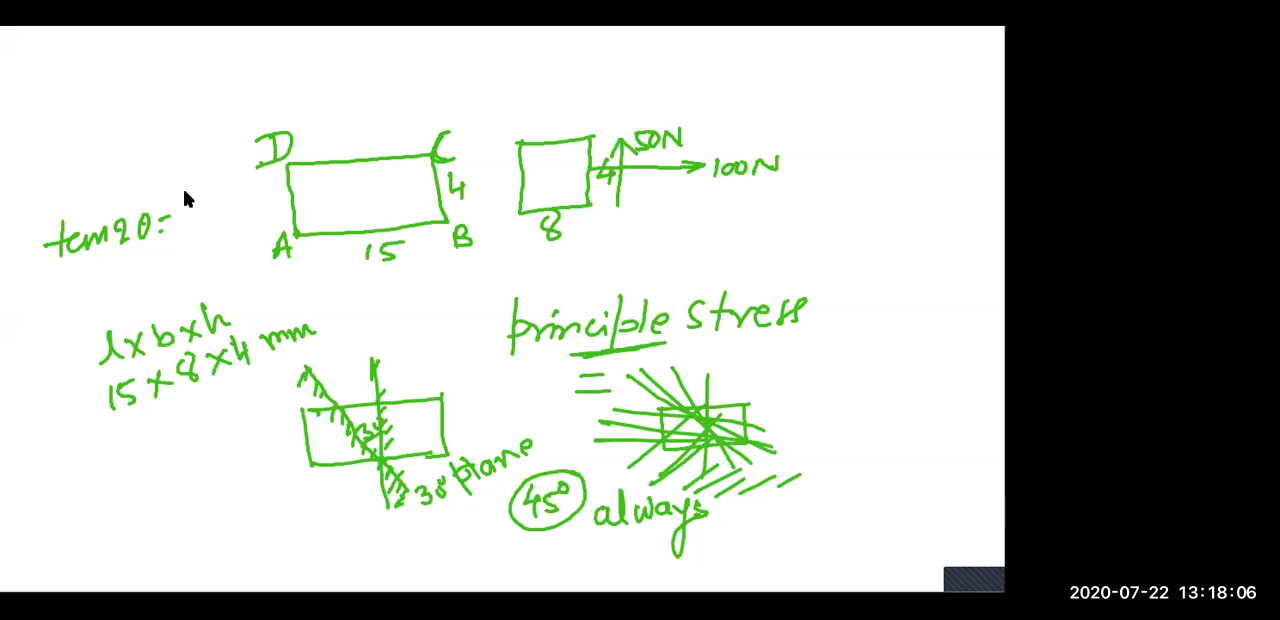 D C
4
50N
4 100N
tan2θ=
A 15 B
8
l×b×h
15×8×4 mm
principle stress
=
30
30° plane
45° always
2020-07-22 13:18:06